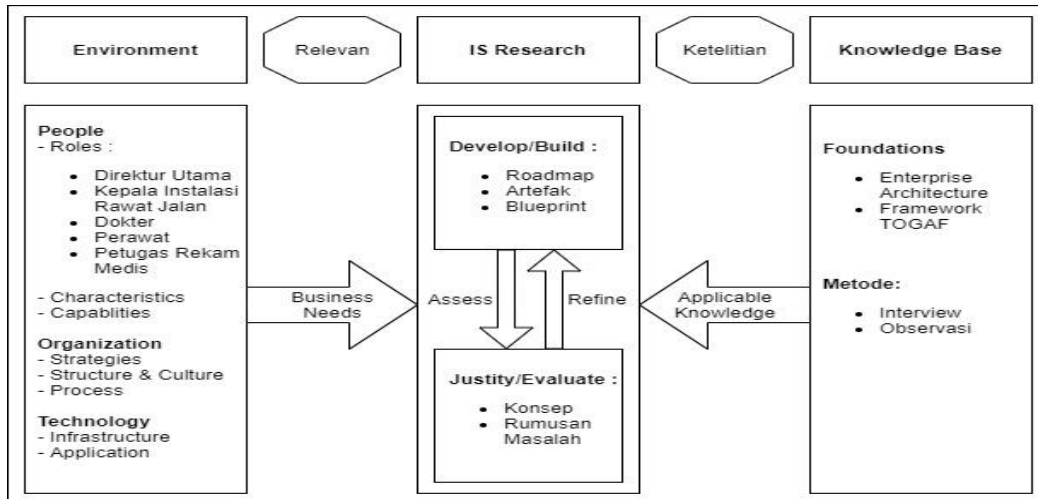 Environment
Relevan
IS Research
Ketelitian
Knowledge Base
People
- Roles :
• Direktur Utama
• Kepala Instalasi
Rawat Jalan
• Dokter
• Perawat
• Petugas Rekam
Medis
- Characteristics
- Capablities
Organization
- Strategies
- Structure & Culture
- Process
Technology
- Infrastructure
- Application
Business
Needs
Develop/Build :
• Roadmap
• Artefak
• Blueprint
Assess
Refine
Justity/Evaluate :
• Konsep
• Rumusan
Masalah
Applicable
Knowledge
Foundations
• Enterprise
Architecture
• Framework
TOGAF
Metode:
• Interview
• Observasi